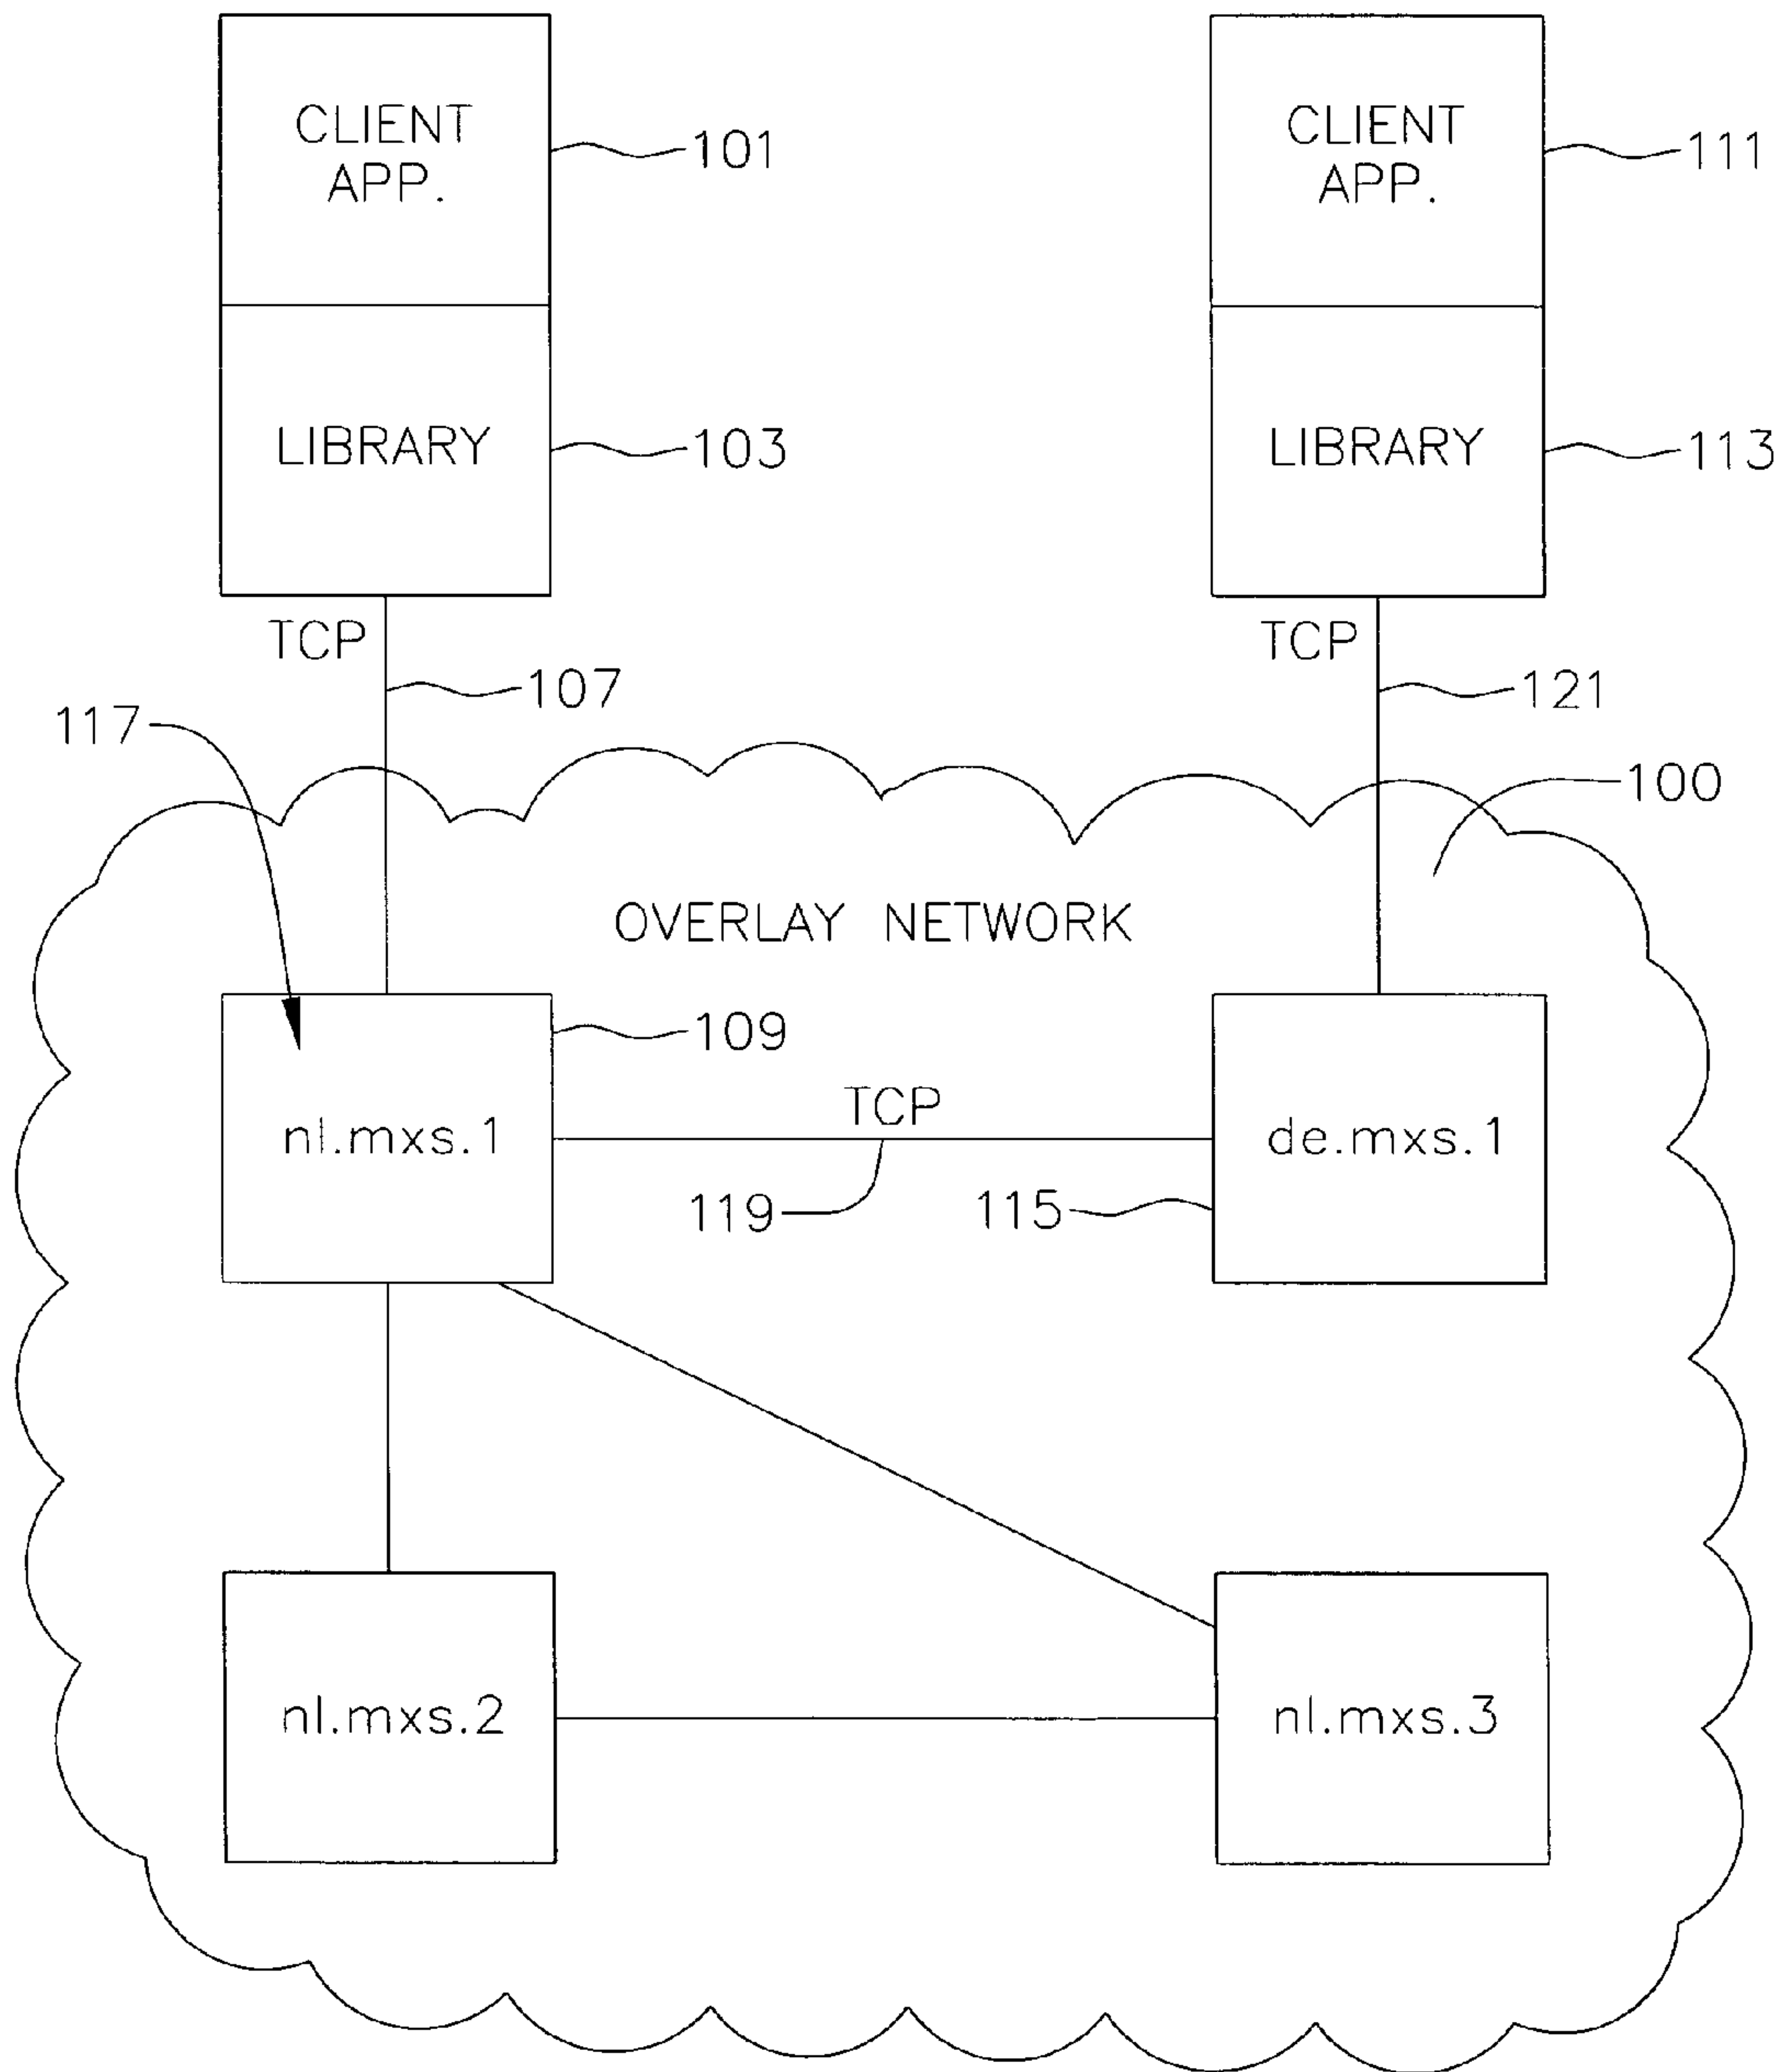 CLIENT
APP.
101
CLIENT
APP.
111
LIBRARY
103
LIBRARY
113
TCP
TCP
107
121
117
100
OVERLAY NETWORK
109
nl.mxs.1
TCP
de.mxs.1
119
115
nl.mxs.2
nl.mxs.3